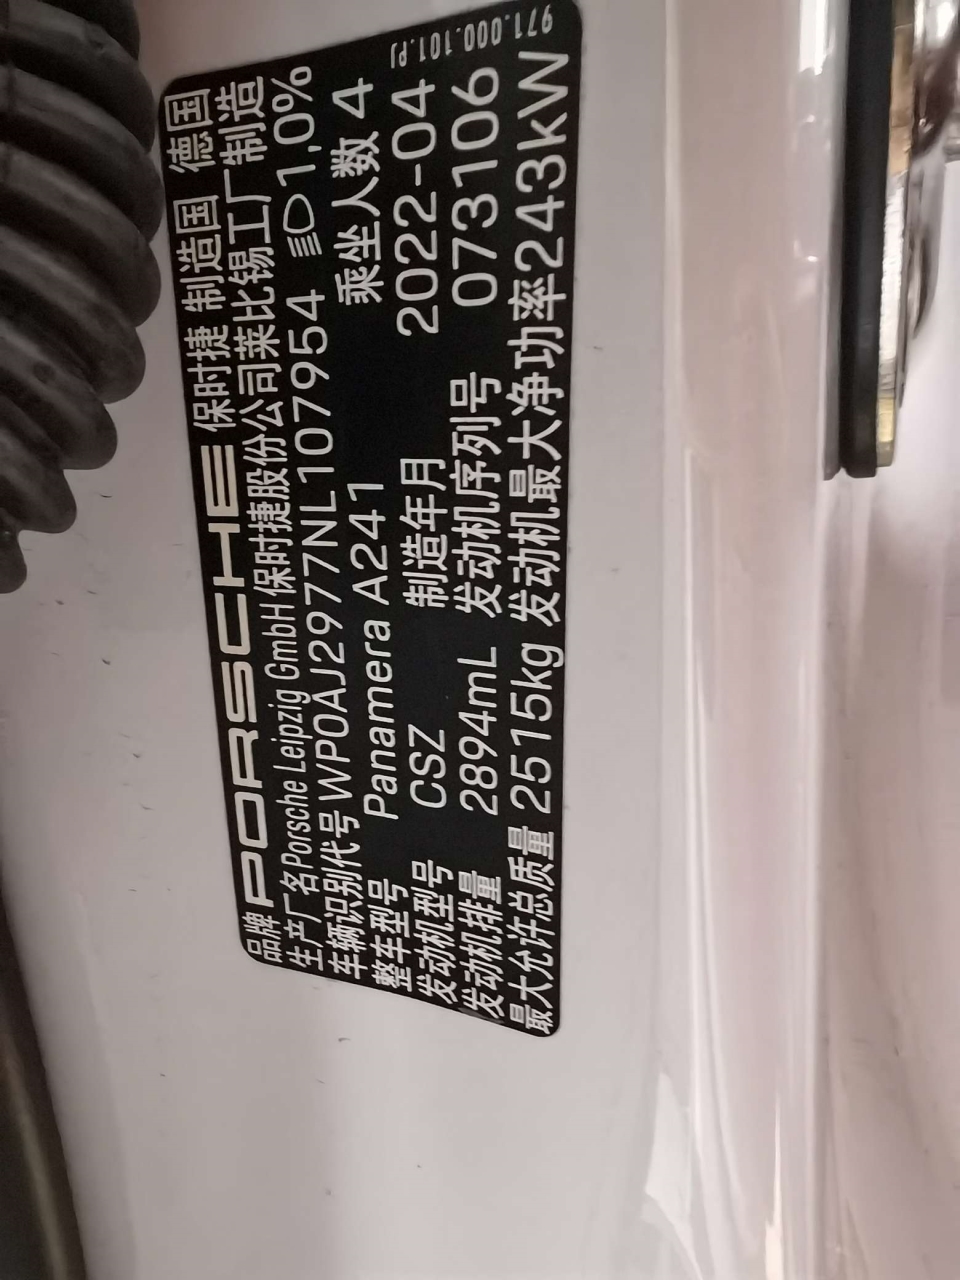 971.000.101.PJ
品牌 PORSCHE 保时捷 制造国 德国
生产厂名 Porsche Leipzig GmbH 保时捷股份公司莱比锡工厂制造
车辆识别代号 WP0AJ2977NL107954 1,0%
整车型号 Panamera A241 乘坐人数 4
发动机型号 CSZ 制造年月 2022-04
发动机排量 2894mL 发动机序列号 073106
最大允许总质量 2515kg 发动机最大净功率 243kW